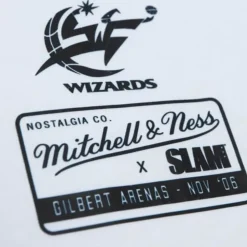 WIZARDS
NOSTALGIA CO.
Mitchell & Ness
X SLAM
GILBERT ARENAS - NOV '06